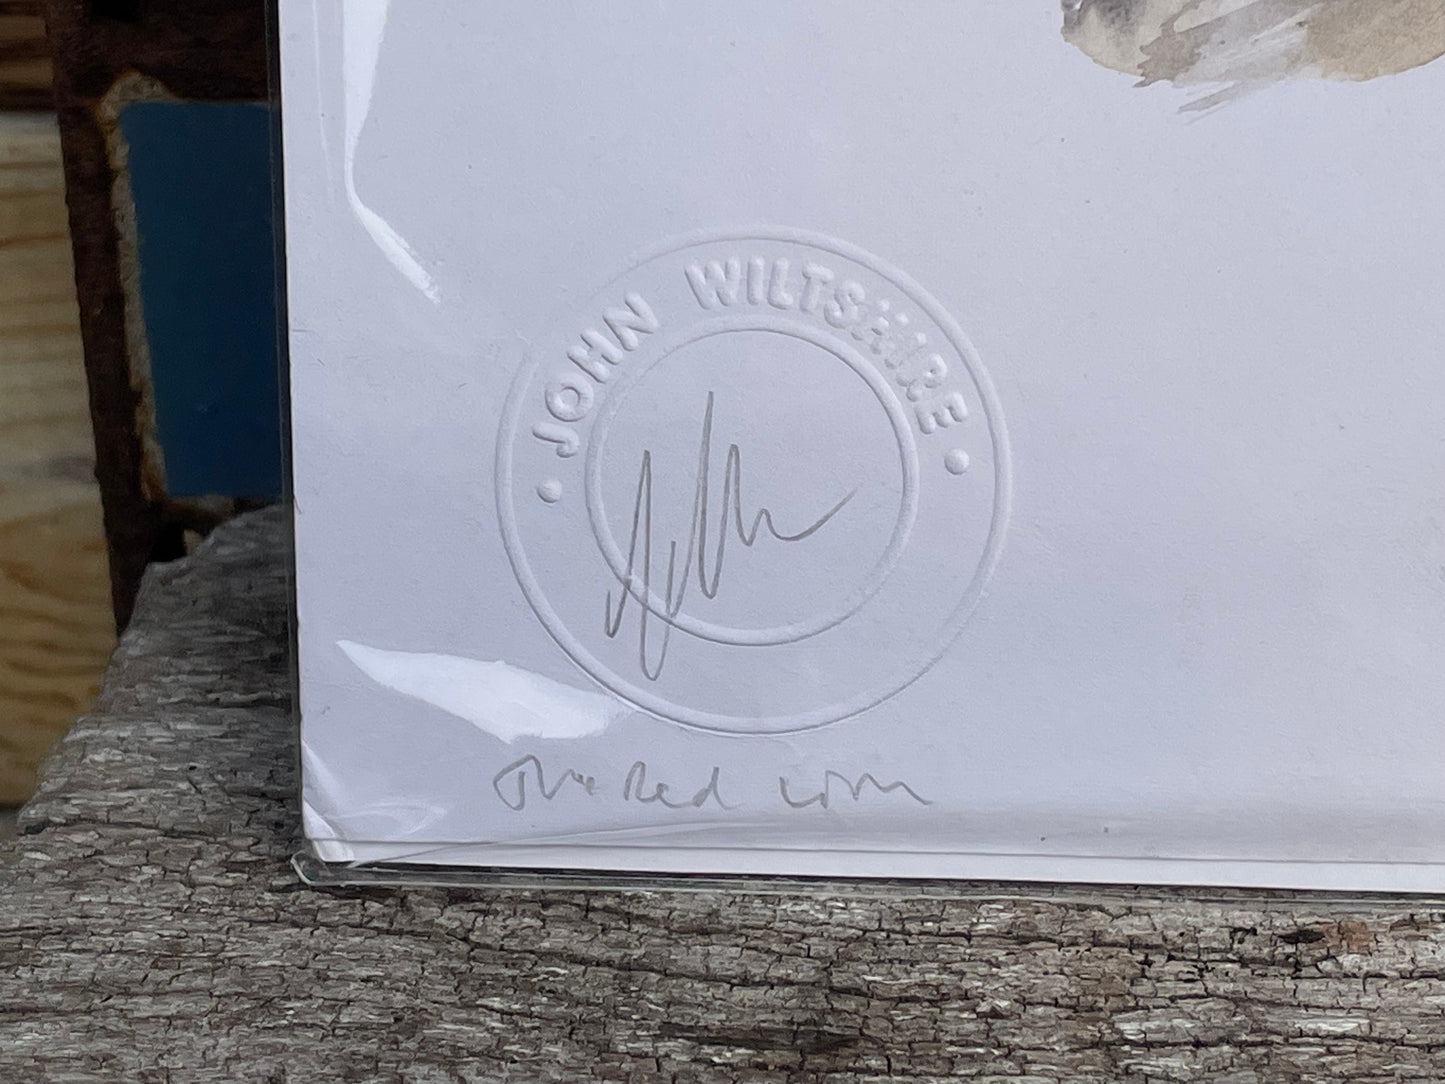 • JOHN WILTSHIRE •
The Red Lion